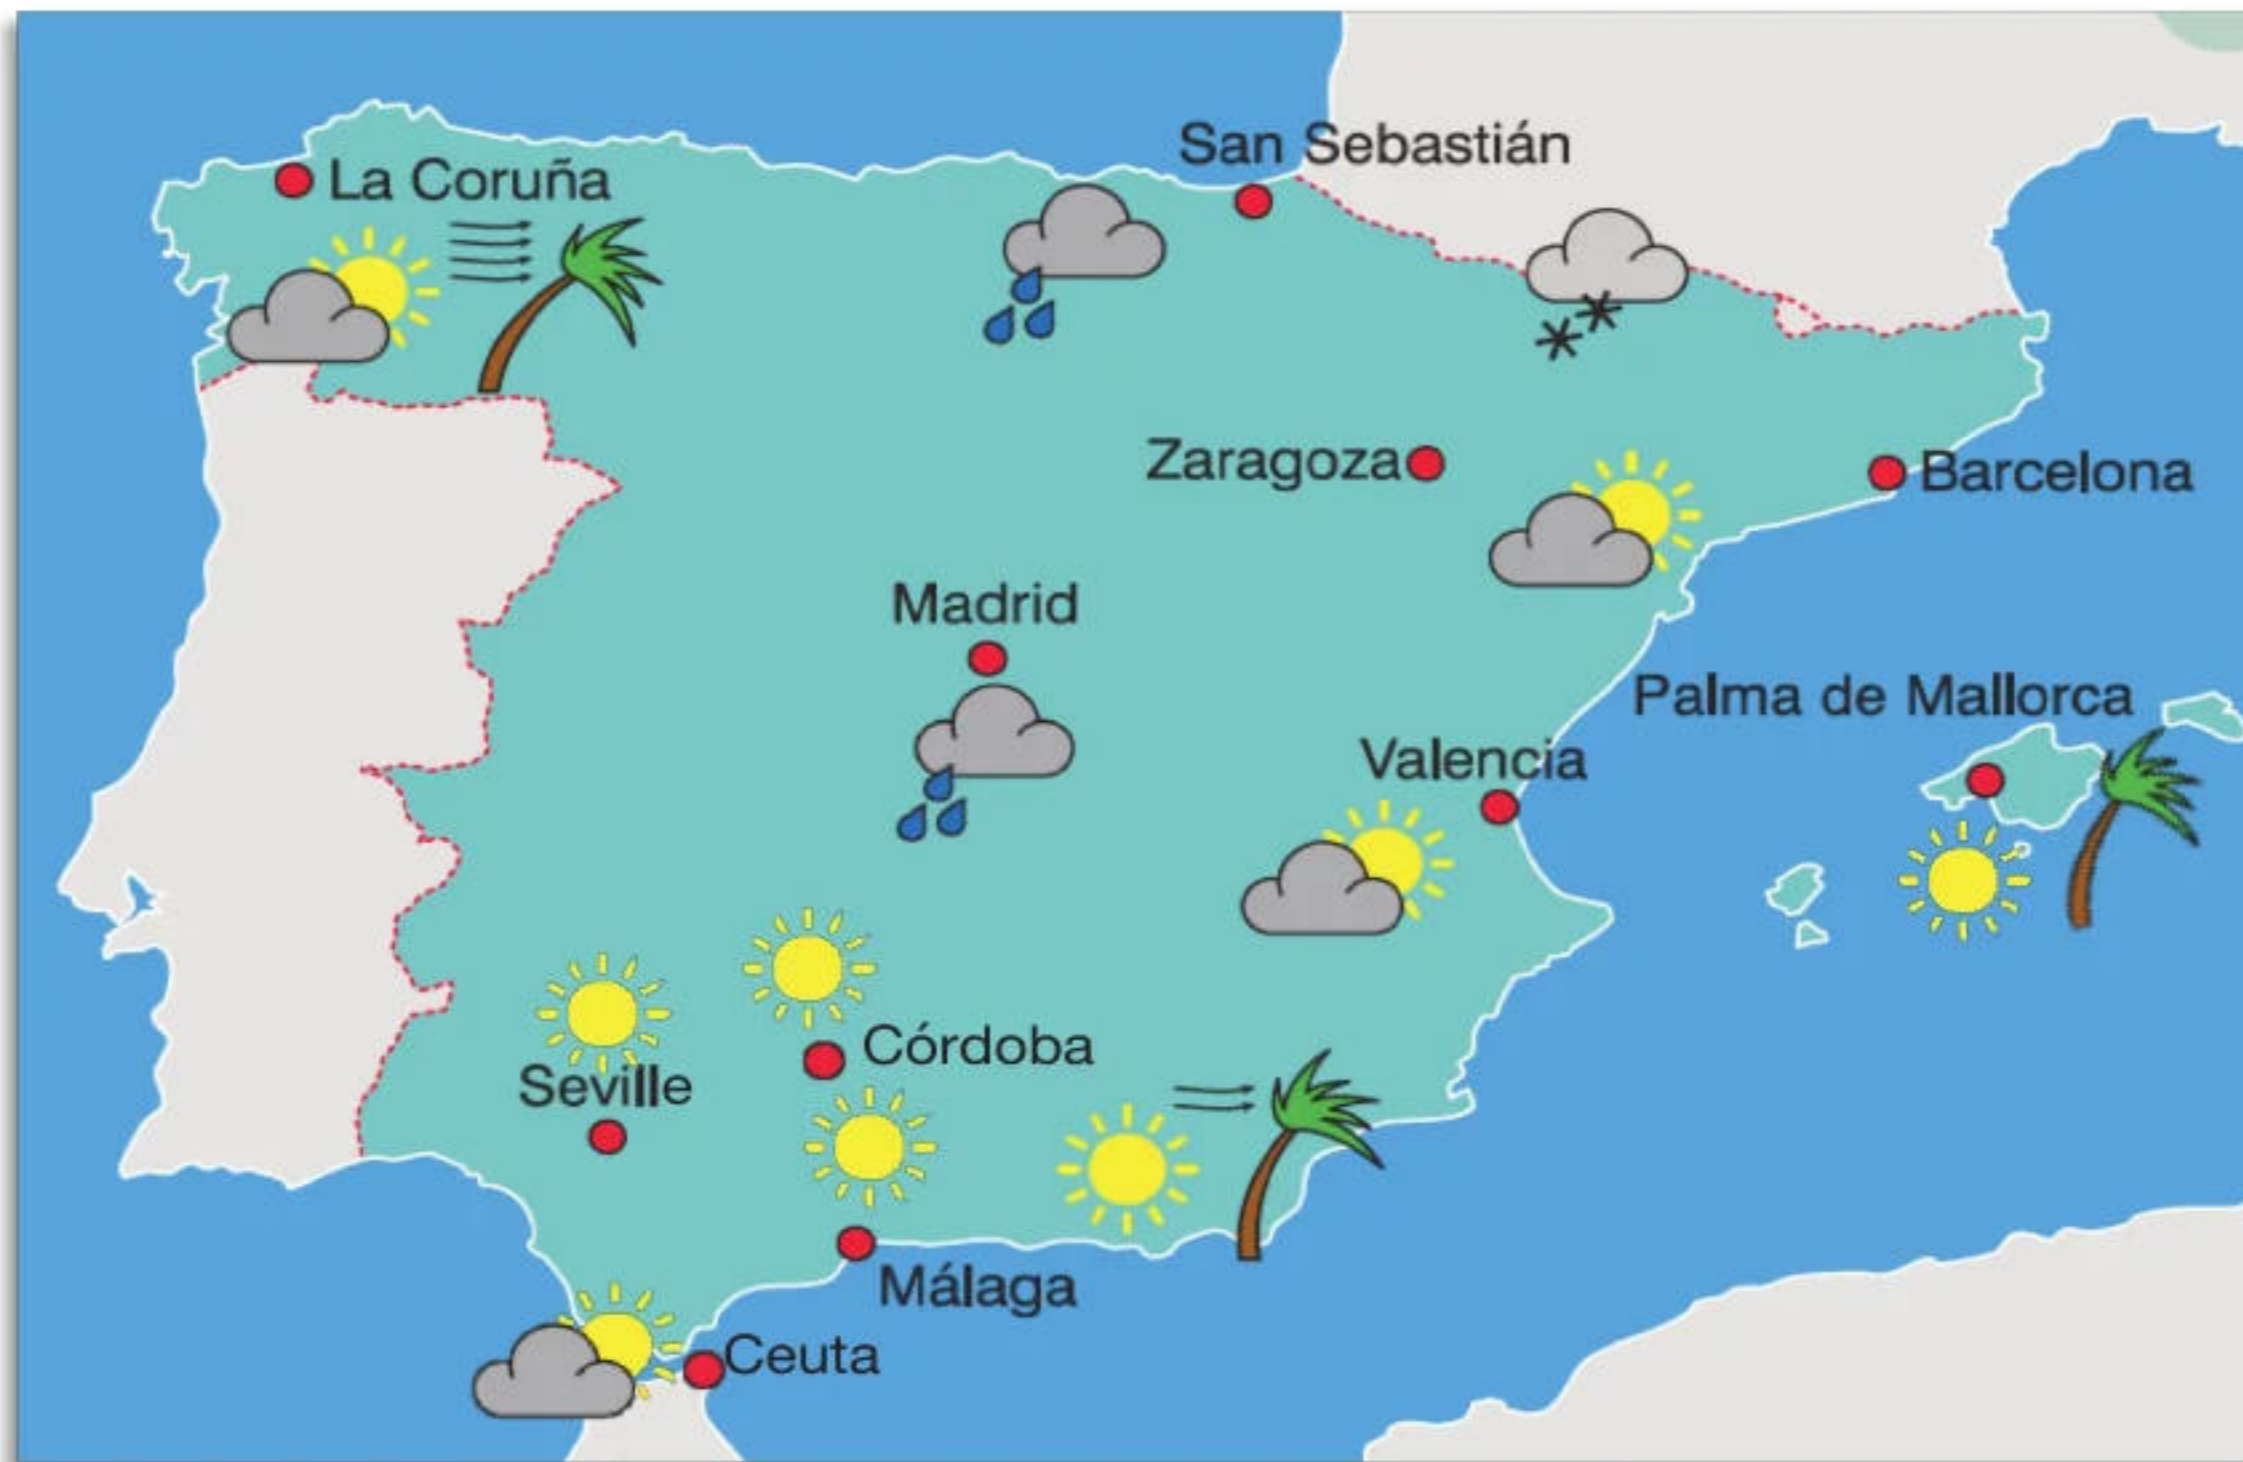 San Sebastián
La Coruña
Zaragoza
Barcelona
Madrid
Palma de Mallorca
Valencia
Córdoba
Seville
Málaga
Ceuta